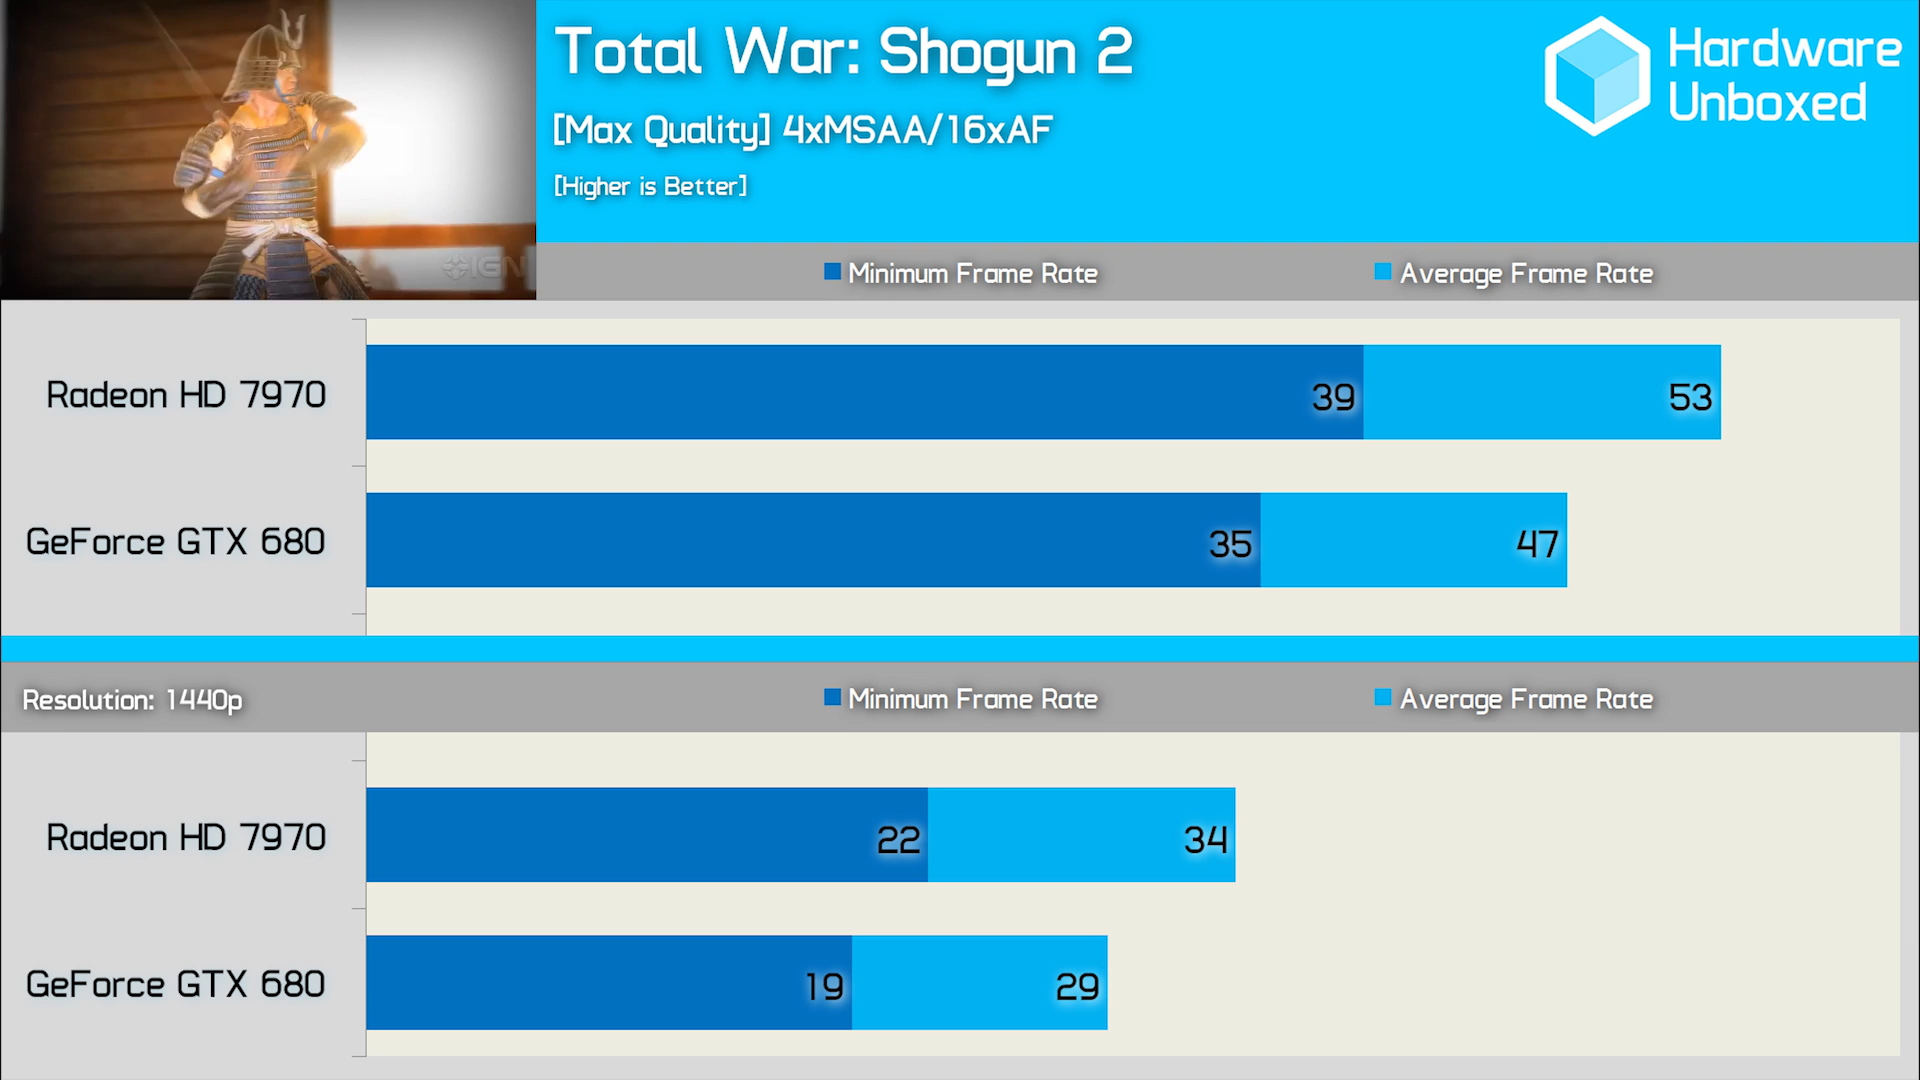 Total War: Shogun 2
Hardware
Unboxed
[Max Quality] 4xMSAA/16xAF
[Higher is Better]
IGN
Minimum Frame Rate
Average Frame Rate
Radeon HD 7970
39
53
GeForce GTX 680
35
47
Resolution: 1440p
Minimum Frame Rate
Average Frame Rate
Radeon HD 7970
22
34
GeForce GTX 680
19
29